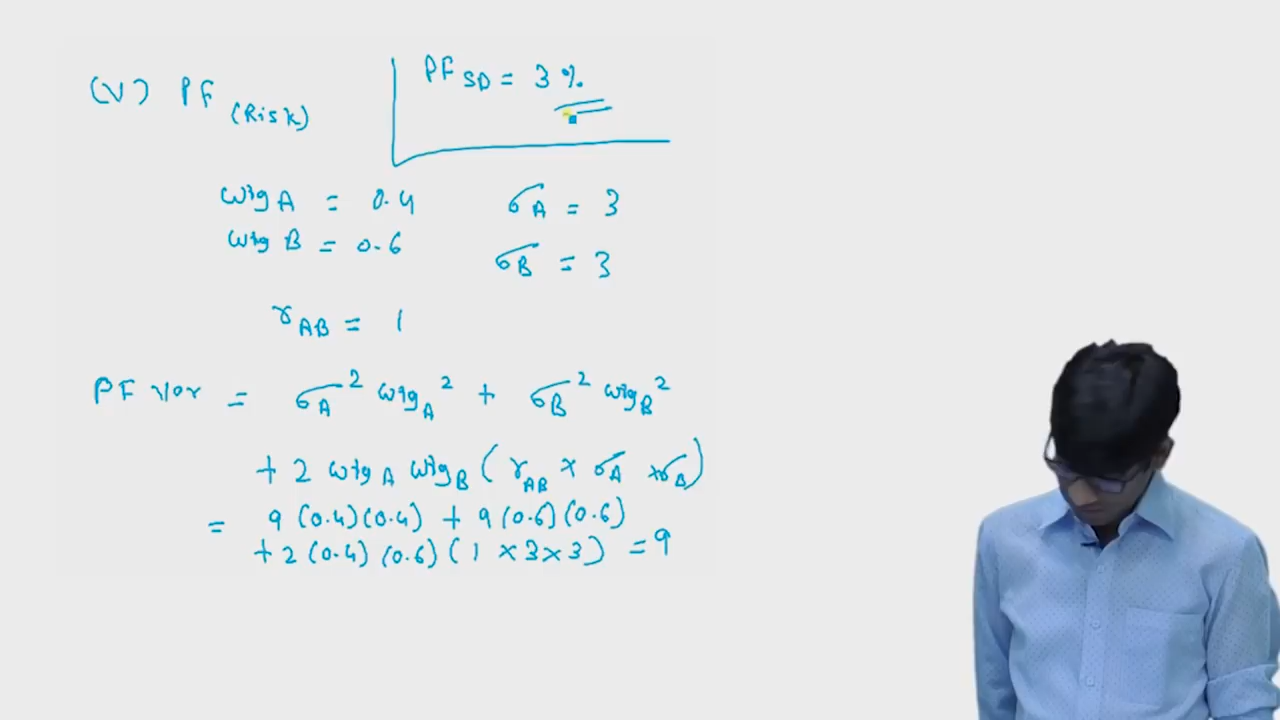 (V) PF (Risk)
PF SD = 3 %
wtg A = 0.4
σA = 3
wtg B = 0.6
σB = 3
rAB = 1
PF Var = σA² wtgA² + σB² wtgB²
+ 2 wtgA wtgB (rAB × σA × σB)
= 9 (0.4)(0.4) + 9 (0.6)(0.6)
+ 2 (0.4) (0.6) (1 × 3 × 3) = 9